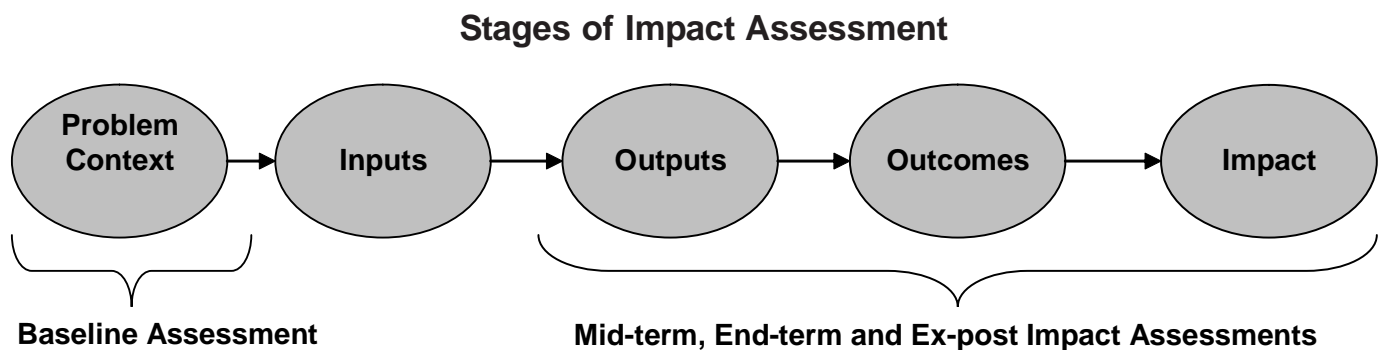 Stages of Impact Assessment
Problem
Context
Inputs
Outputs
Outcomes
Impact
Baseline Assessment
Mid-term, End-term and Ex-post Impact Assessments